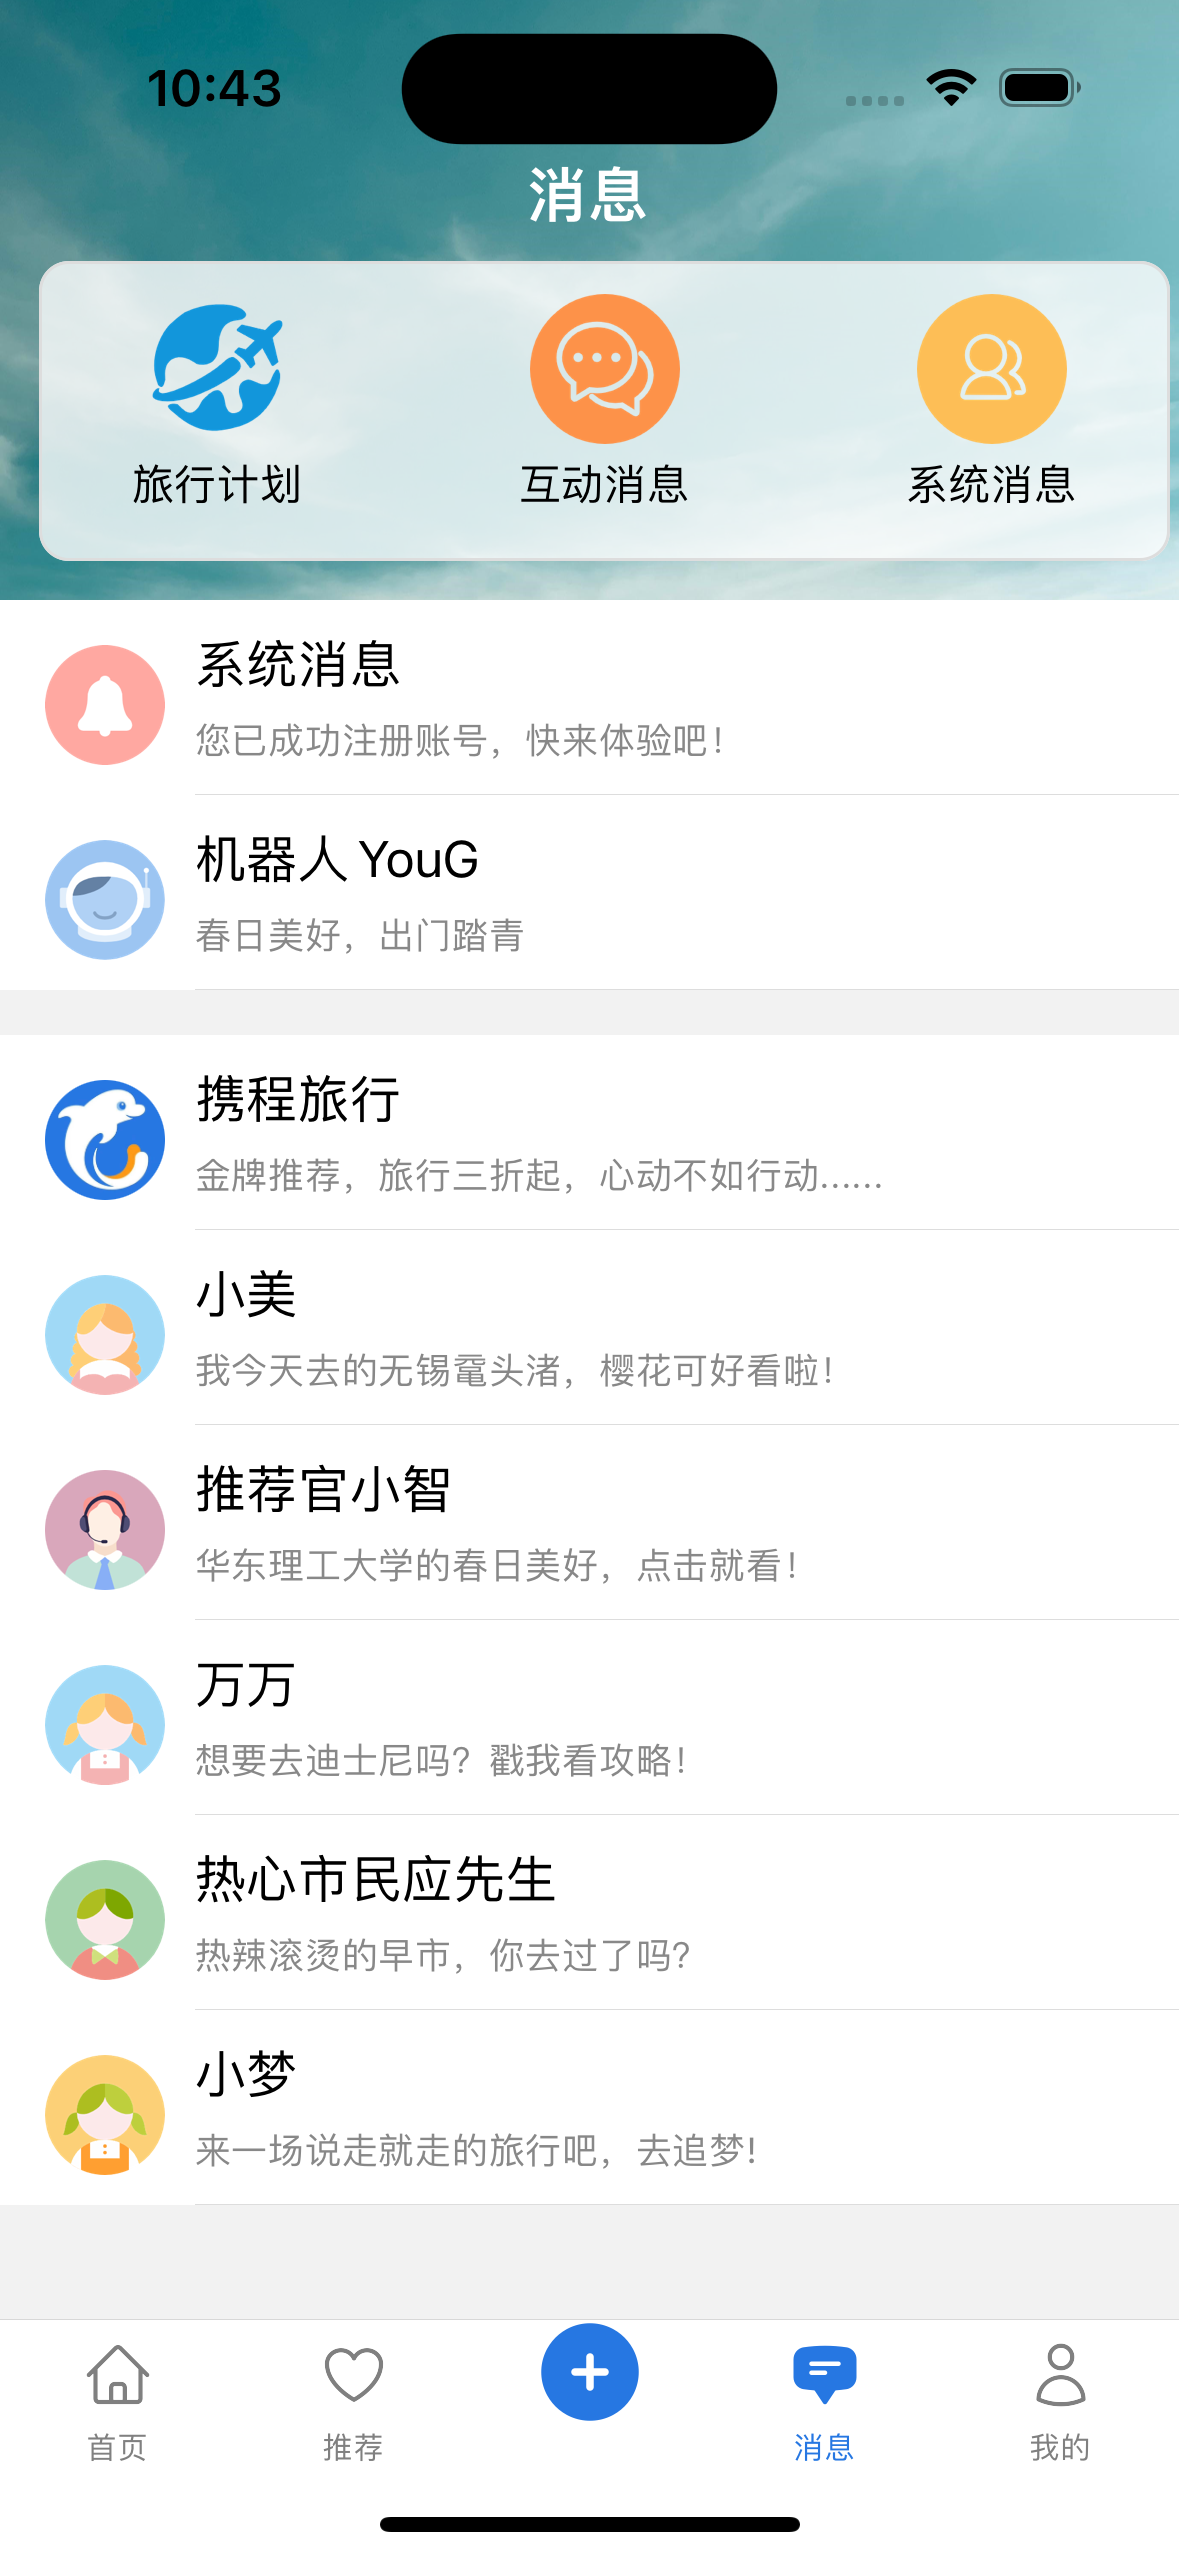 10:43
消息
旅行计划
互动消息
系统消息
系统消息
您已成功注册账号，快来体验吧！
机器人 YouG
春日美好，出门踏青
携程旅行
金牌推荐，旅行三折起，心动不如行动......
小美
我今天去的无锡鼋头渚，樱花可好看啦！
推荐官小智
华东理工大学的春日美好，点击就看！
万万
想要去迪士尼吗？戳我看攻略！
热心市民应先生
热辣滚烫的早市，你去过了吗?
小梦
来一场说走就走的旅行吧，去追梦!
首页
推荐
消息
我的